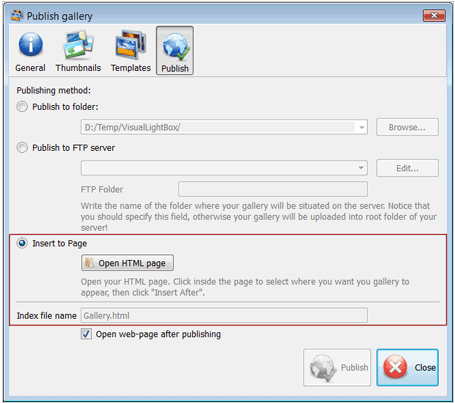 Publish gallery
General Thumbnails Templates Publish
Publishing method:
Publish to folder:
D:/Temp/VisualLightBox/ Browse...
Publish to FTP server
Edit...
FTP Folder
Write the name of the folder where your gallery will be situated on the server. Notice that
you should specify this field, otherwise your gallery will be uploaded into root folder of your
server!
Insert to Page
Open HTML page
Open your HTML page. Click inside the page to select where you want you gallery to
appear, then click "Insert After".
Index file name Gallery.html
Open web-page after publishing
Publish Close